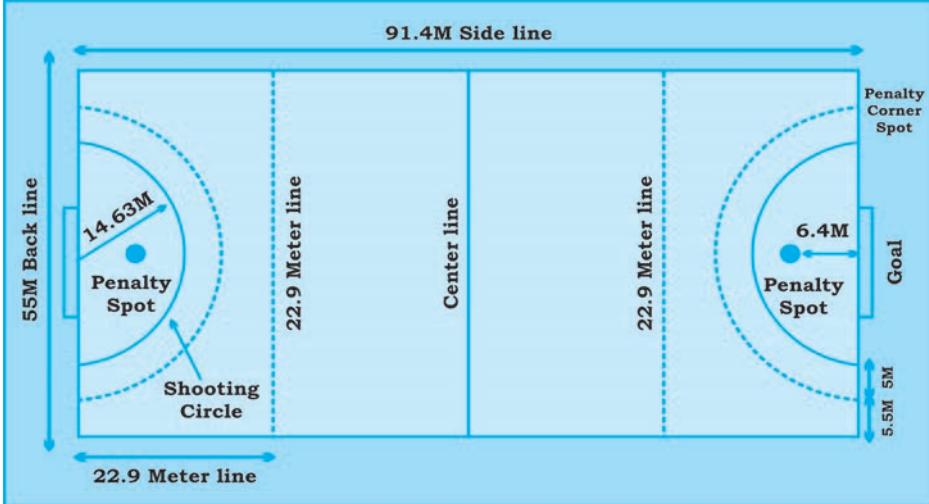 91.4M Side line
Penalty
Corner
Spot
55M Back line
14.63M
22.9 Meter line
Center line
22.9 Meter line
6.4M
Goal
Penalty
Spot
Penalty
Spot
Shooting
Circle
5M
5.5M
22.9 Meter line